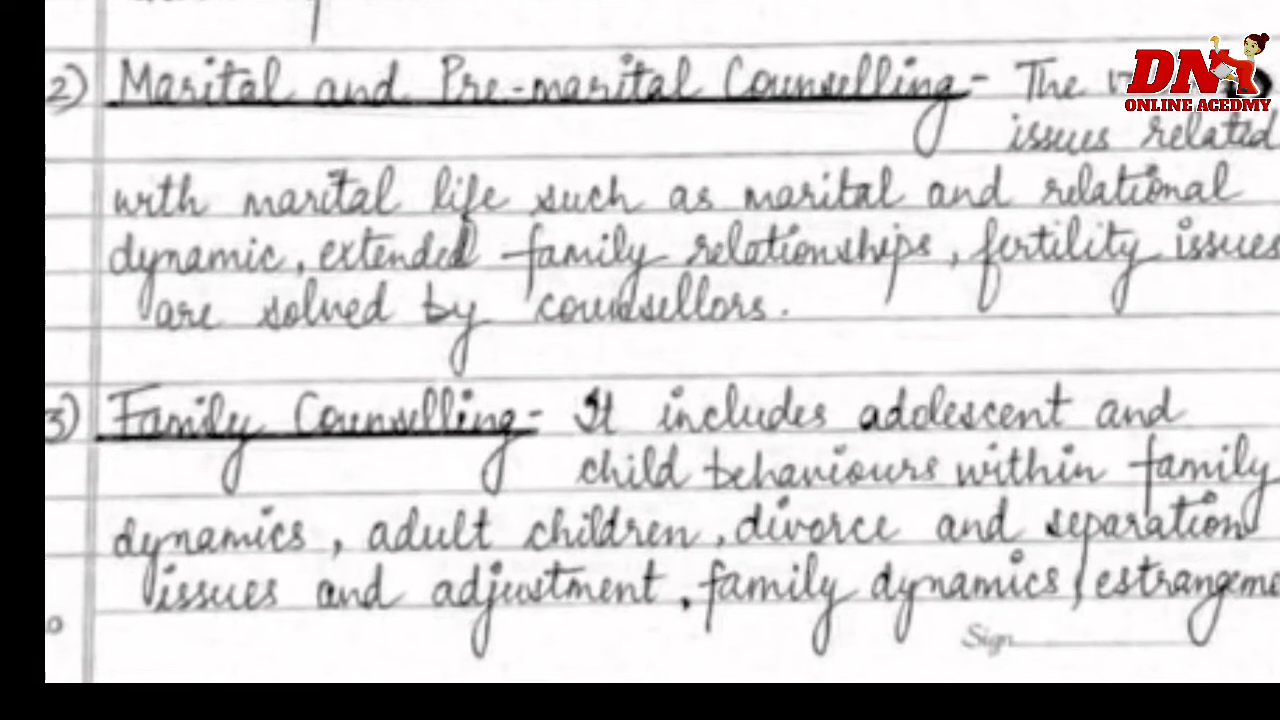 2) Marital and Pre-marital Counselling - The
issues related
with marital life such as marital and relational
dynamic, extended family relationships, fertility issues
are solved by counsellors.
3) Family Counselling - It includes adolescent and
child behaviours within family
dynamics, adult children, divorce and separation
issues and adjustment, family dynamics / estrangeme
Sign
DNA
ONLINE ACEDMY